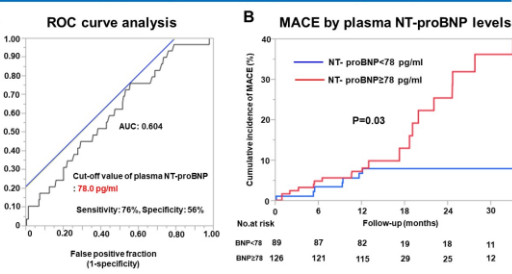 ROC curve analysis
1.00
0.90
0.80
0.70
0.60
0.50
0.40
0.30
0.20
0.10
0
AUC: 0.604
Cut-off value of plasma NT-proBNP
: 78.0 pg/ml
Sensitivity: 76%, Specificity: 56%
0 0.20 0.40 0.60 0.80 1.00
False positive fraction
(1-specificity)
B
MACE by plasma NT-proBNP levels
Cumulative incidence of MACE (%)
40
30
20
10
0
NT- proBNP<78 pg/ml
NT- proBNP≥78 pg/ml
P=0.03
0 6 12 18 24 30
No.at risk
Follow-up (months)
BNP<78 89 87 82 19 18 11
BNP≥78 126 121 115 29 25 12